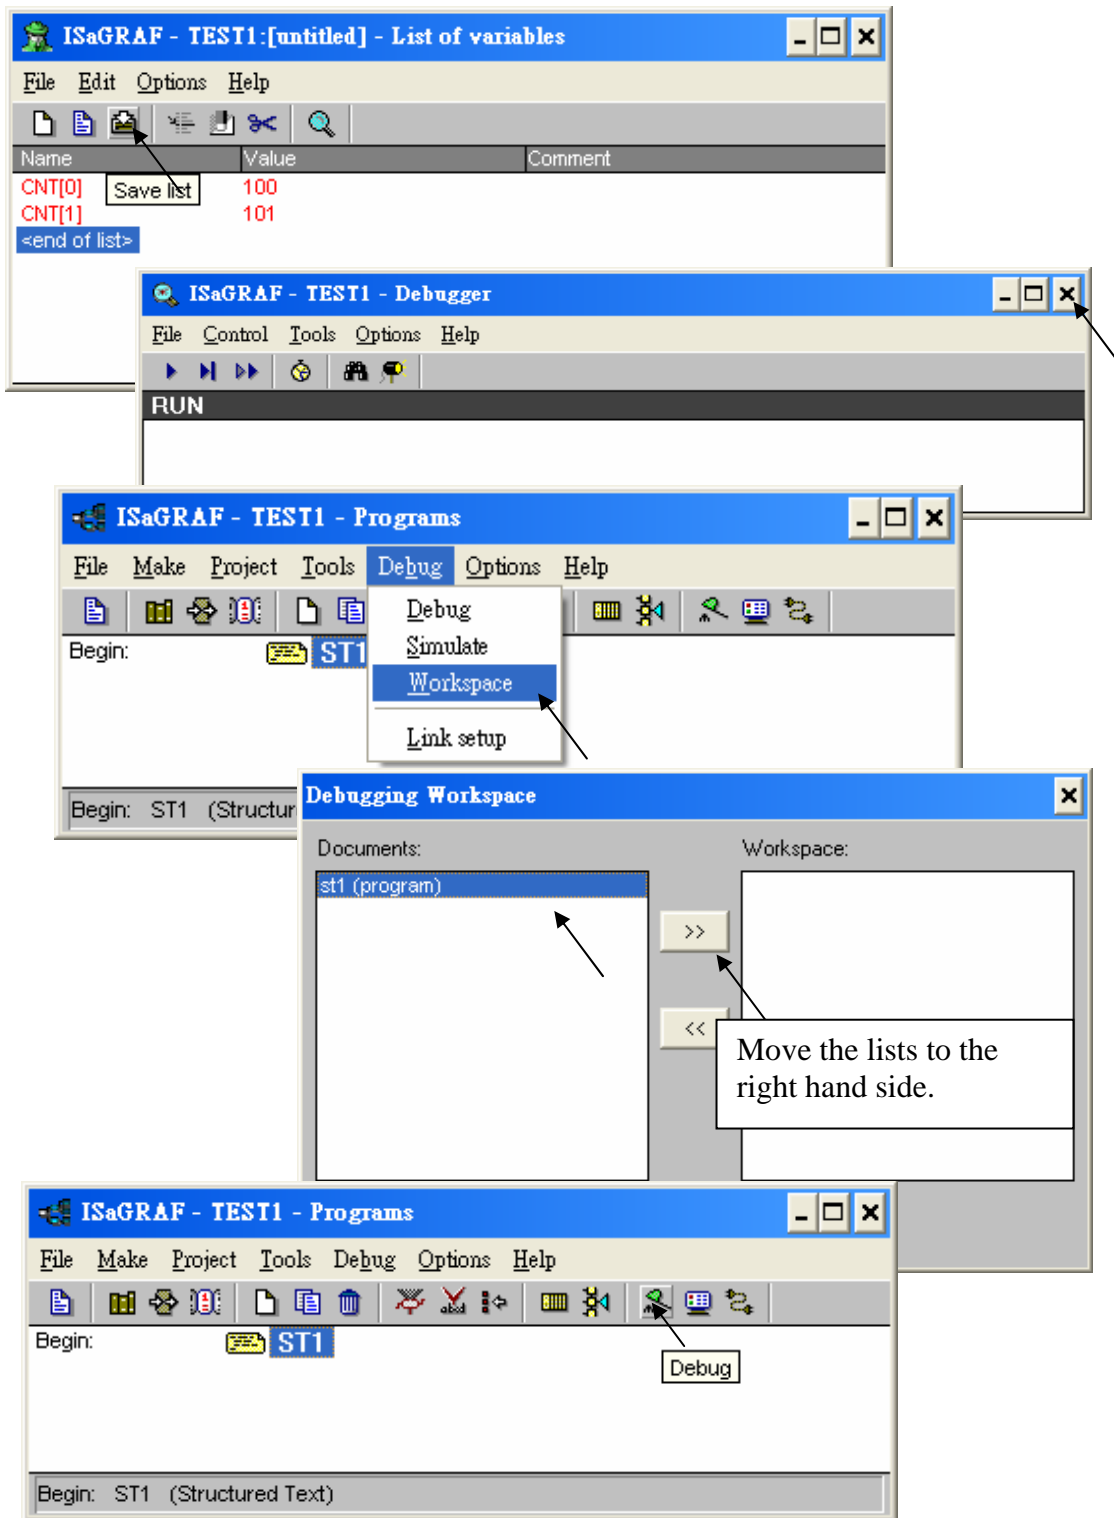 ISaGRAF - TEST1:[untitled] - List of variables
File Edit Options Help
Name Value Comment
CNT[0] Save list 100
CNT[1] 101
<end of list>
ISaGRAF - TEST1 - Debugger
File Control Tools Options Help
RUN
ISaGRAF - TEST1 - Programs
File Make Project Tools Debug Options Help
Debug
Begin: ST1
Simulate
Workspace
Link setup
Begin: ST1 (Structur
Debugging Workspace
Documents: Workspace:
st1 (program)
>>
<<
Move the lists to the
right hand side.
ISaGRAF - TEST1 - Programs
File Make Project Tools Debug Options Help
Begin: ST1
Debug
Begin: ST1 (Structured Text)